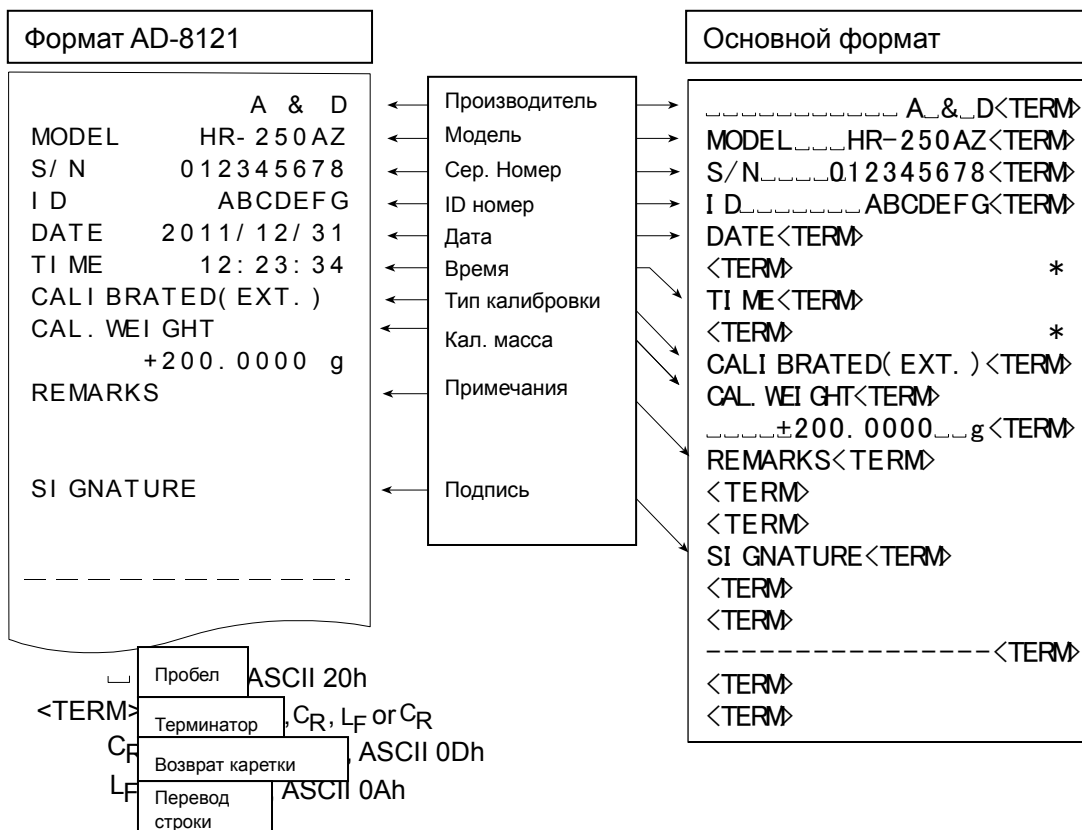 Формат AD-8121
A & D
MODEL HR-250AZ
S/N 012345678
ID ABCDEFG
DATE 2011/12/31
TIME 12:23:34
CALIBRATED(EXT.)
CAL.WEIGHT
+200.0000 g
REMARKS
SIGNATURE
Производитель
Модель
Сер. Номер
ID номер
Дата
Время
Тип калибровки
Кал. масса
Примечания
Подпись
Основной формат
␣␣␣␣␣␣␣␣␣␣␣ A␣&␣D<TERM>
MODEL␣␣␣HR-250AZ<TERM>
S/N␣␣␣␣012345678<TERM>
ID␣␣␣␣␣␣␣ABCDEFG<TERM>
DATE<TERM>
<TERM> *
TIME<TERM>
<TERM> *
CALIBRATED(EXT.)<TERM>
CAL.WEIGHT<TERM>
␣␣␣␣±200.0000␣␣g<TERM>
REMARKS<TERM>
<TERM>
<TERM>
SIGNATURE<TERM>
<TERM>
<TERM>
----------------<TERM>
<TERM>
<TERM>
␣ Пробел ASCII 20h
<TERM> Терминатор , CR, LF or CR
CR Возврат каретки , ASCII 0Dh
LF Перевод строки ASCII 0Ah